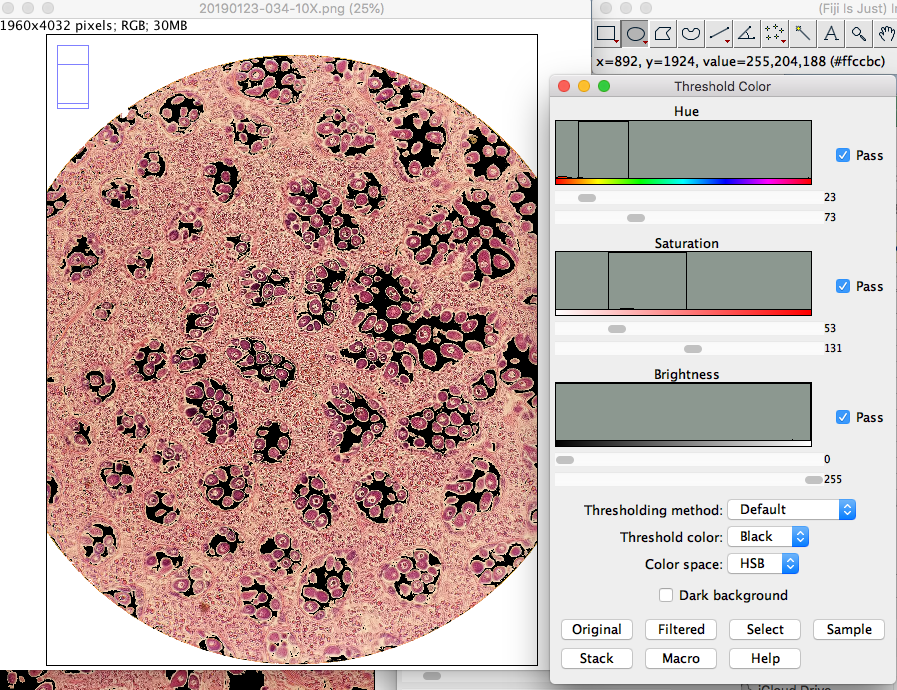 20190123-034-10X.png (25%)
(Fiji Is Just) I
1960x4032 pixels; RGB; 30MB
x=892, y=1924, value=255,204,188 (#ffccbc)
Threshold Color
Hue
Pass
23
73
Saturation
Pass
53
131
Brightness
Pass
0
255
Thresholding method: Default
Threshold color: Black
Color space: HSB
Dark background
Original Filtered Select Sample
Stack Macro Help
iCloud Drive